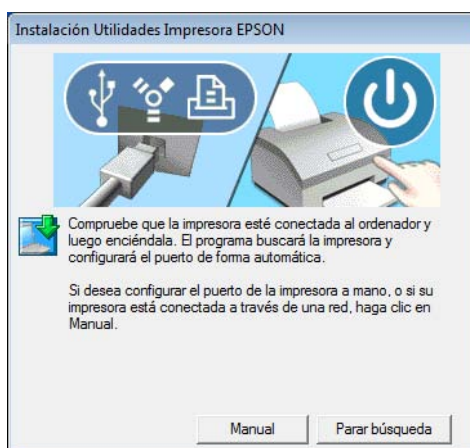 Instalación Utilidades Impresora EPSON
Compruebe que la impresora esté conectada al ordenador y
luego enciéndala. El programa buscará la impresora y
configurará el puerto de forma automática.
Si desea configurar el puerto de la impresora a mano, o si su
impresora está conectada a través de una red, haga clic en
Manual.
Manual
Parar búsqueda